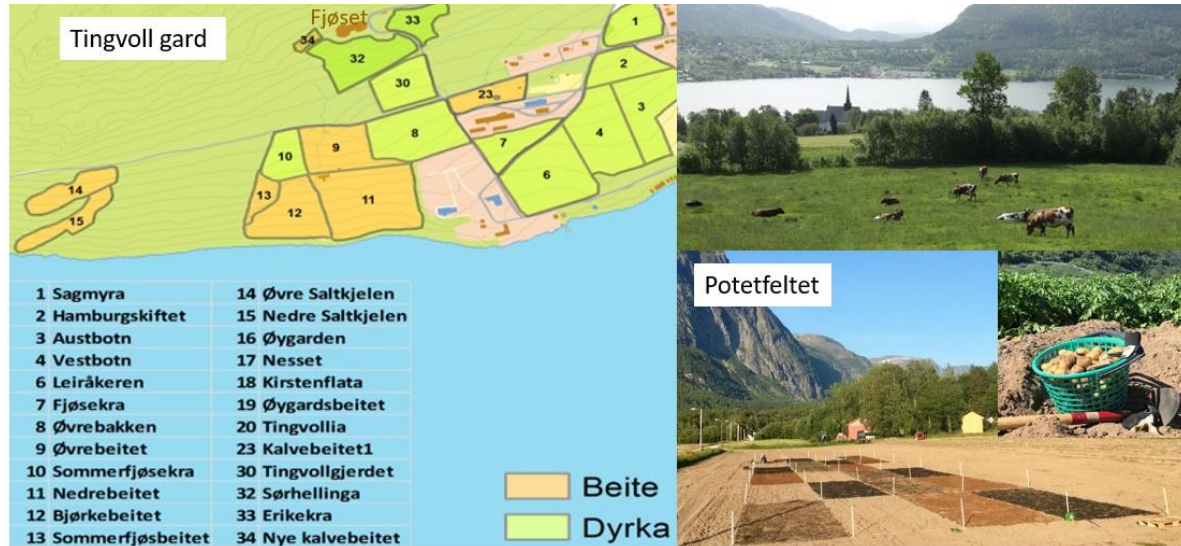 Tingvoll gard
Fjøset
33
34
32
30
1
2
23
3
8
7
4
9
10
6
14
13
11
15
12
1 Sagmyra
2 Hamburgskiftet
3 Austbotn
4 Vestbotn
6 Leiråkeren
7 Fjøsekra
8 Øvrebakken
9 Øvrebeitet
10 Sommerfjøsekra
11 Nedrebeitet
12 Bjørkebeitet
13 Sommerfjøsbeitet
14 Øvre Saltkjelen
15 Nedre Saltkjelen
16 Øygarden
17 Nesset
18 Kirstenflata
19 Øygardsbeitet
20 Tingvollia
23 Kalvebeitet1
30 Tingvollgjerdet
32 Sørhellinga
33 Erikekra
34 Nye kalvebeitet
Beite
Dyrka
Potetfeltet